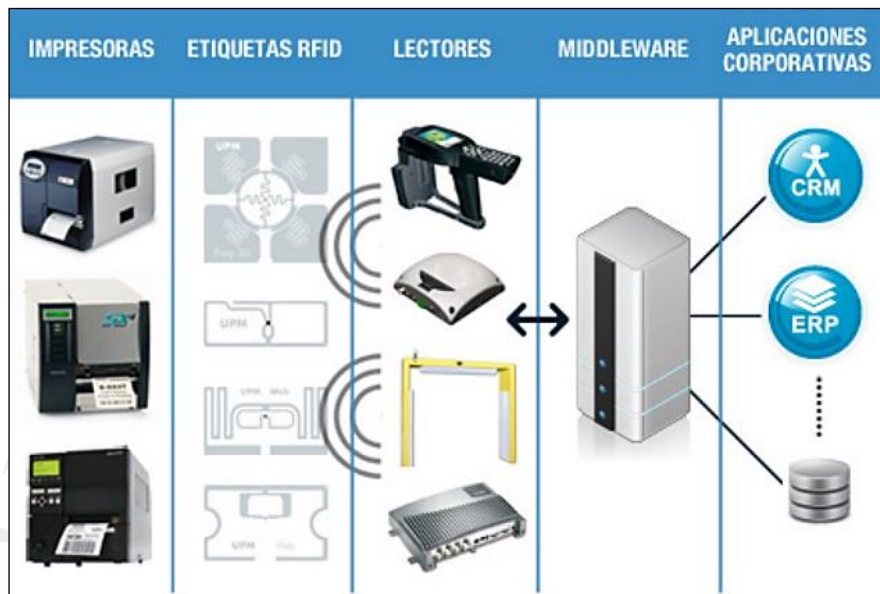 IMPRESORAS
ETIQUETAS RFID
LECTORES
MIDDLEWARE
APLICACIONES
CORPORATIVAS
UPM
UPM
UPM
UPM
CRM
ERP